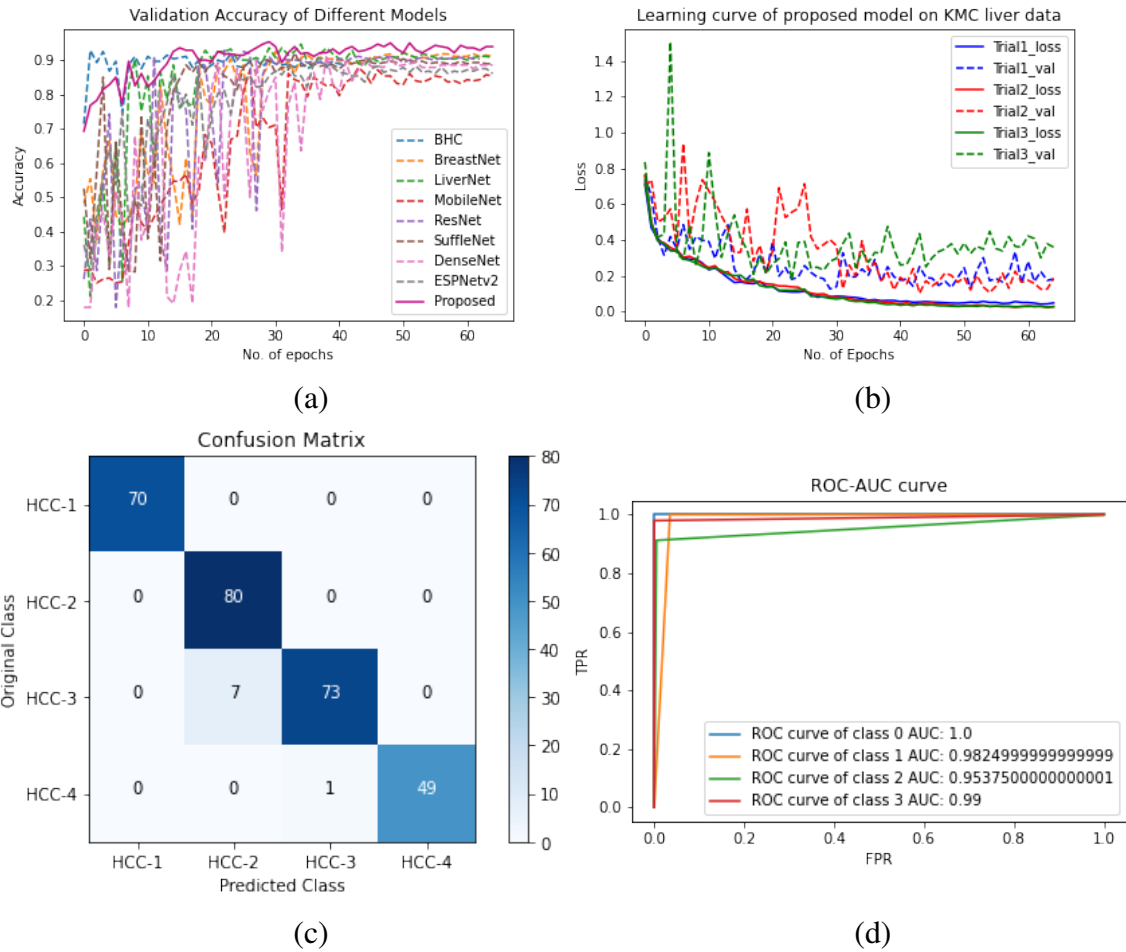 Validation Accuracy of Different Models
Accuracy
0.9
0.8
0.7
0.6
0.5
0.4
0.3
0.2
BHC
BreastNet
LiverNet
MobileNet
ResNet
SuffleNet
DenseNet
ESPNetv2
Proposed
0 10 20 30 40 50 60
No. of epochs
(a)
Learning curve of proposed model on KMC liver data
Loss
1.4
1.2
1.0
0.8
0.6
0.4
0.2
0.0
Trial1_loss
Trial1_val
Trial2_loss
Trial2_val
Trial3_loss
Trial3_val
0 10 20 30 40 50 60
No. of Epochs
(b)
Confusion Matrix
Original Class
HCC-1 70 0 0 0
HCC-2 0 80 0 0
HCC-3 0 7 73 0
HCC-4 0 0 1 49
HCC-1 HCC-2 HCC-3 HCC-4
Predicted Class
80
70
60
50
40
30
20
10
0
(c)
ROC-AUC curve
TPR
1.0
0.8
0.6
0.4
0.2
0.0
ROC curve of class 0 AUC: 1.0
ROC curve of class 1 AUC: 0.9824999999999999
ROC curve of class 2 AUC: 0.9537500000000001
ROC curve of class 3 AUC: 0.99
0.0 0.2 0.4 0.6 0.8 1.0
FPR
(d)